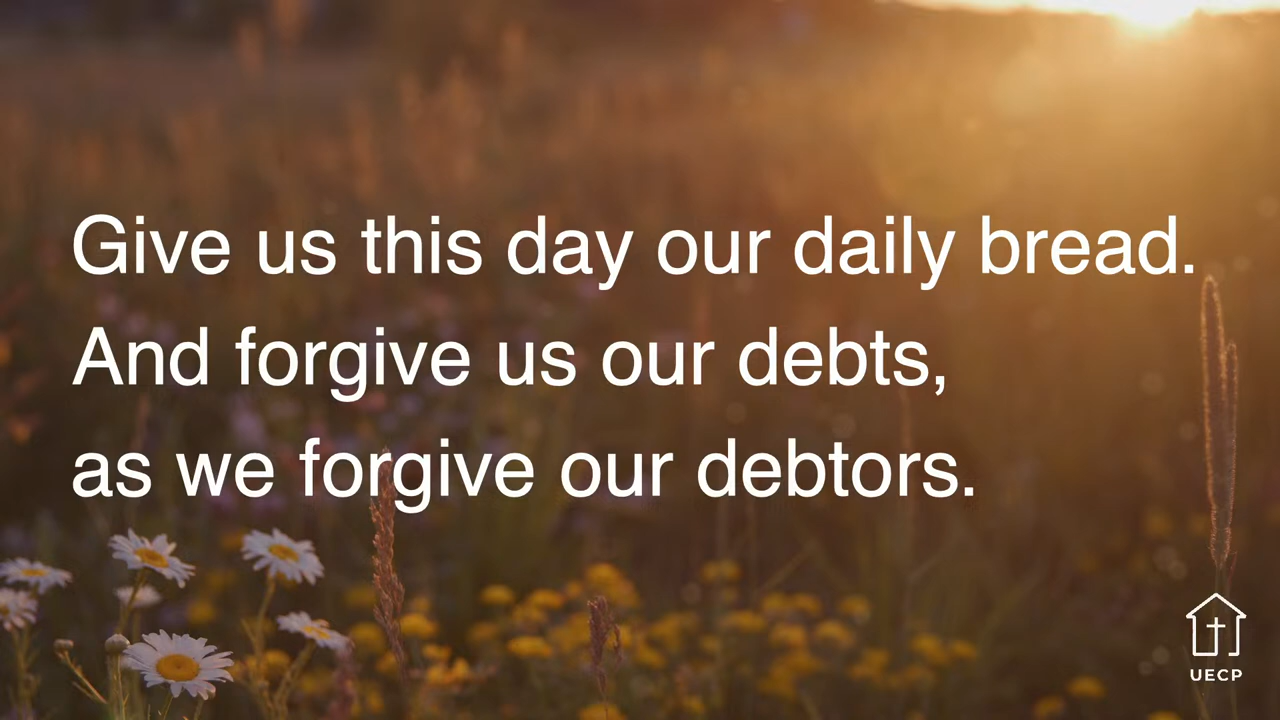 Give us this day our daily bread.
And forgive us our debts,
as we forgive our debtors.
UECP